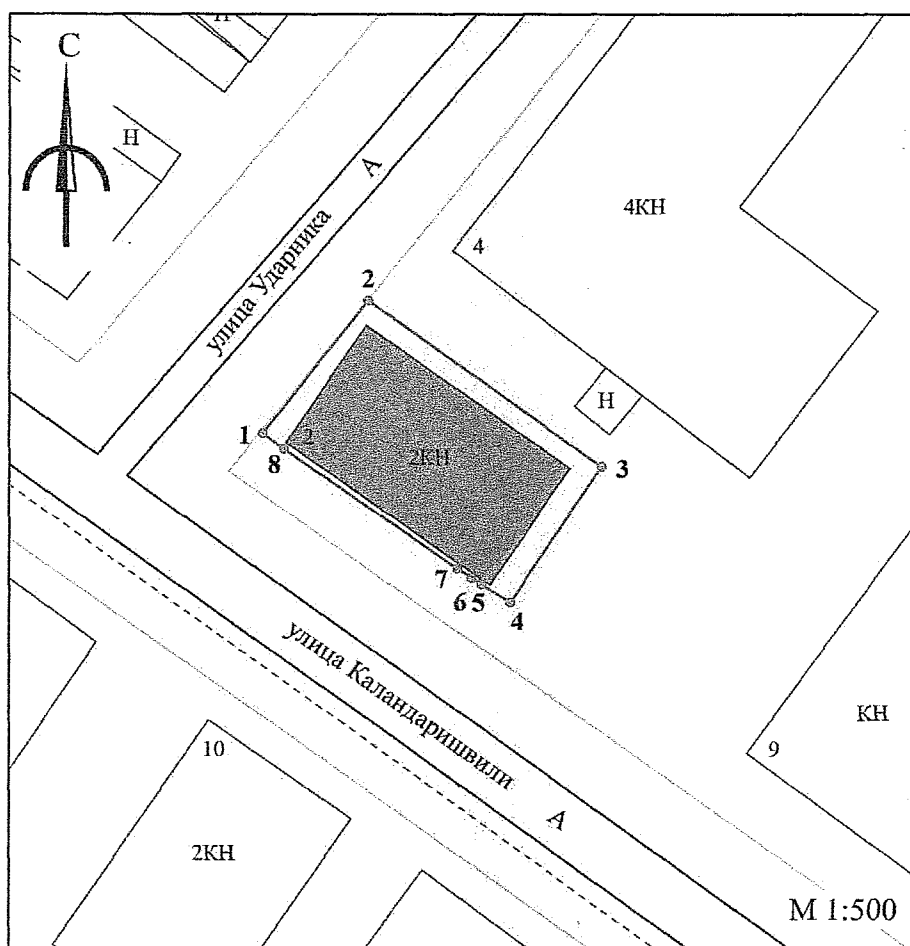 Н
С
Н
А
улица Ударника
4КН
4
2
Н
1
2
2КН
3
8
7
6
5
4
улица Каландаришвили
А
КН
9
10
2КН
М 1:500